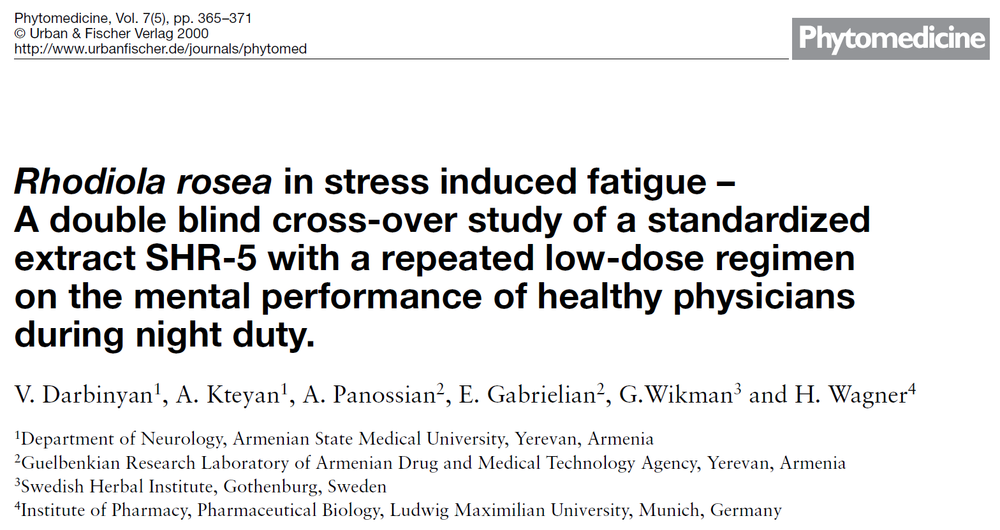 Phytomedicine, Vol. 7(5), pp. 365–371
© Urban & Fischer Verlag 2000
http://www.urbanfischer.de/journals/phytomed
Phytomedicine
Rhodiola rosea in stress induced fatigue –
A double blind cross-over study of a standardized
extract SHR-5 with a repeated low-dose regimen
on the mental performance of healthy physicians
during night duty.
V. Darbinyan1, A. Kteyan1, A. Panossian2, E. Gabrielian2, G.Wikman3 and H. Wagner4
1Department of Neurology, Armenian State Medical University, Yerevan, Armenia
2Guelbenkian Research Laboratory of Armenian Drug and Medical Technology Agency, Yerevan, Armenia
3Swedish Herbal Institute, Gothenburg, Sweden
4Institute of Pharmacy, Pharmaceutical Biology, Ludwig Maximilian University, Munich, Germany